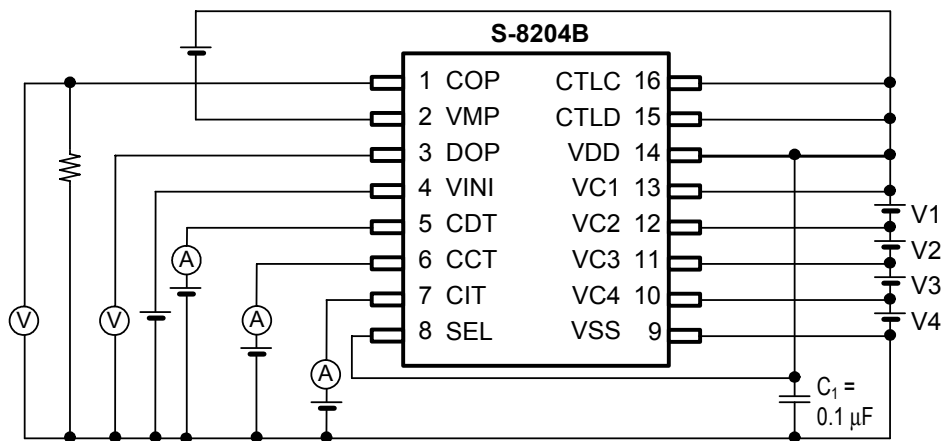 S-8204B
1 COP CTLC 16
2 VMP CTLD 15
3 DOP VDD 14
4 VINI VC1 13
5 CDT VC2 12
6 CCT VC3 11
7 CIT VC4 10
8 SEL VSS 9
V1
V2
V3
V4
A
V
V
A
A
C₁ =
0.1 µF